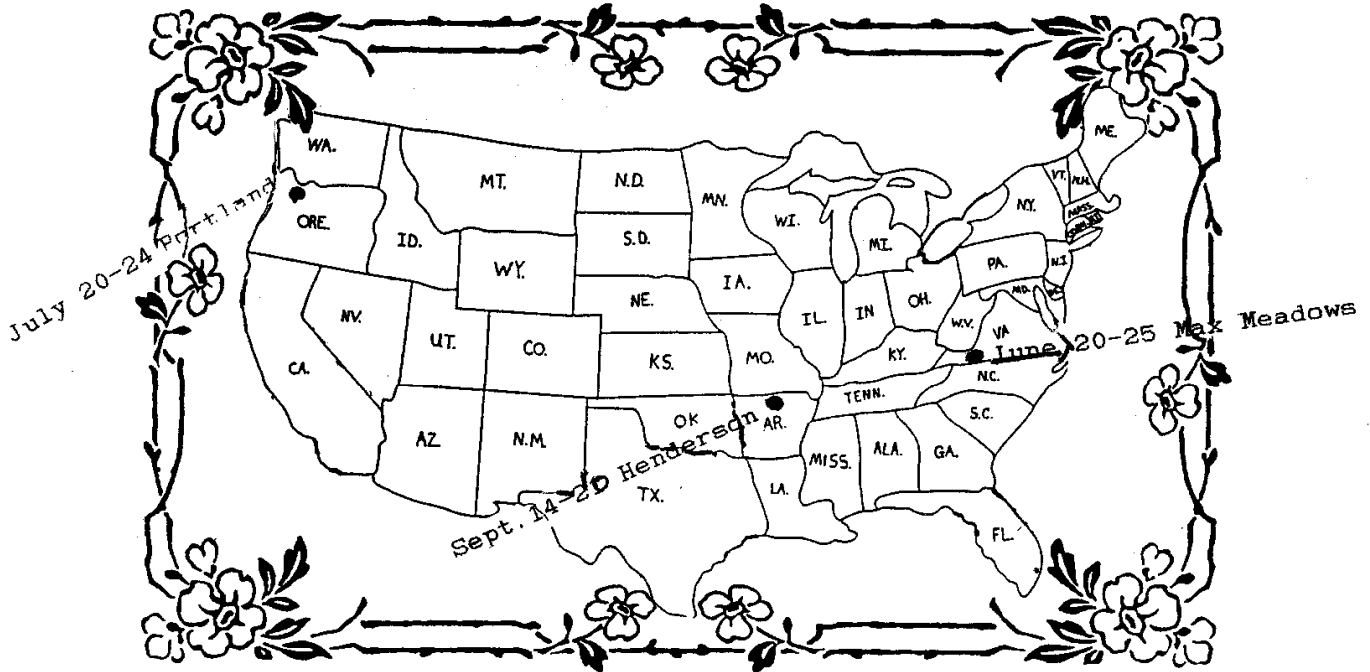 WA.
MT.
N.D.
MN.
ME.
VT.
N.H.
ORE.
ID.
S.D.
WI.
MI.
NY.
MASS.
WY.
IA.
PA.
N.J.
NE.
IL.
IN
OH.
MD.
W.V.
VA
NV.
UT.
CO.
KS.
MO.
KY.
CA.
TENN.
N.C.
S.C.
AZ
N.M.
OK
AR.
MISS.
ALA.
GA.
TX.
LA.
FL.
July 20-24 Portland
June 20-25 Max Meadows
Sept. 14-21 Henderson